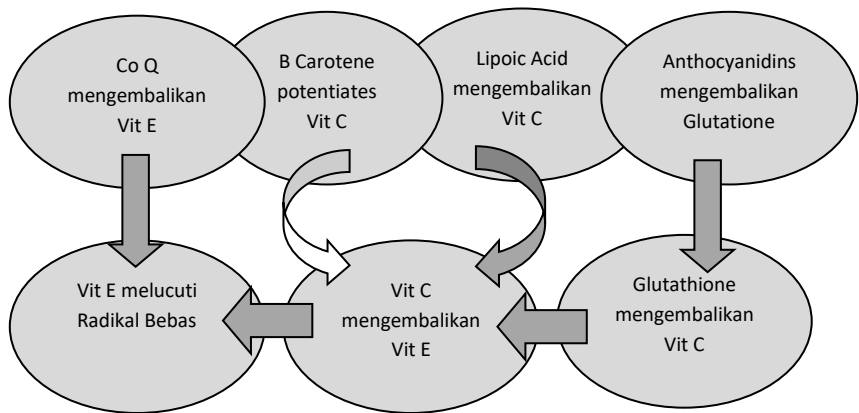 Co Q
mengembalikan
Vit E
B Carotene
potentiates
Vit C
Lipoic Acid
mengembalikan
Vit C
Anthocyanidins
mengembalikan
Glutatione
Vit E melucuti
Radikal Bebas
Vit C
mengembalikan
Vit E
Glutathione
mengembalikan
Vit C